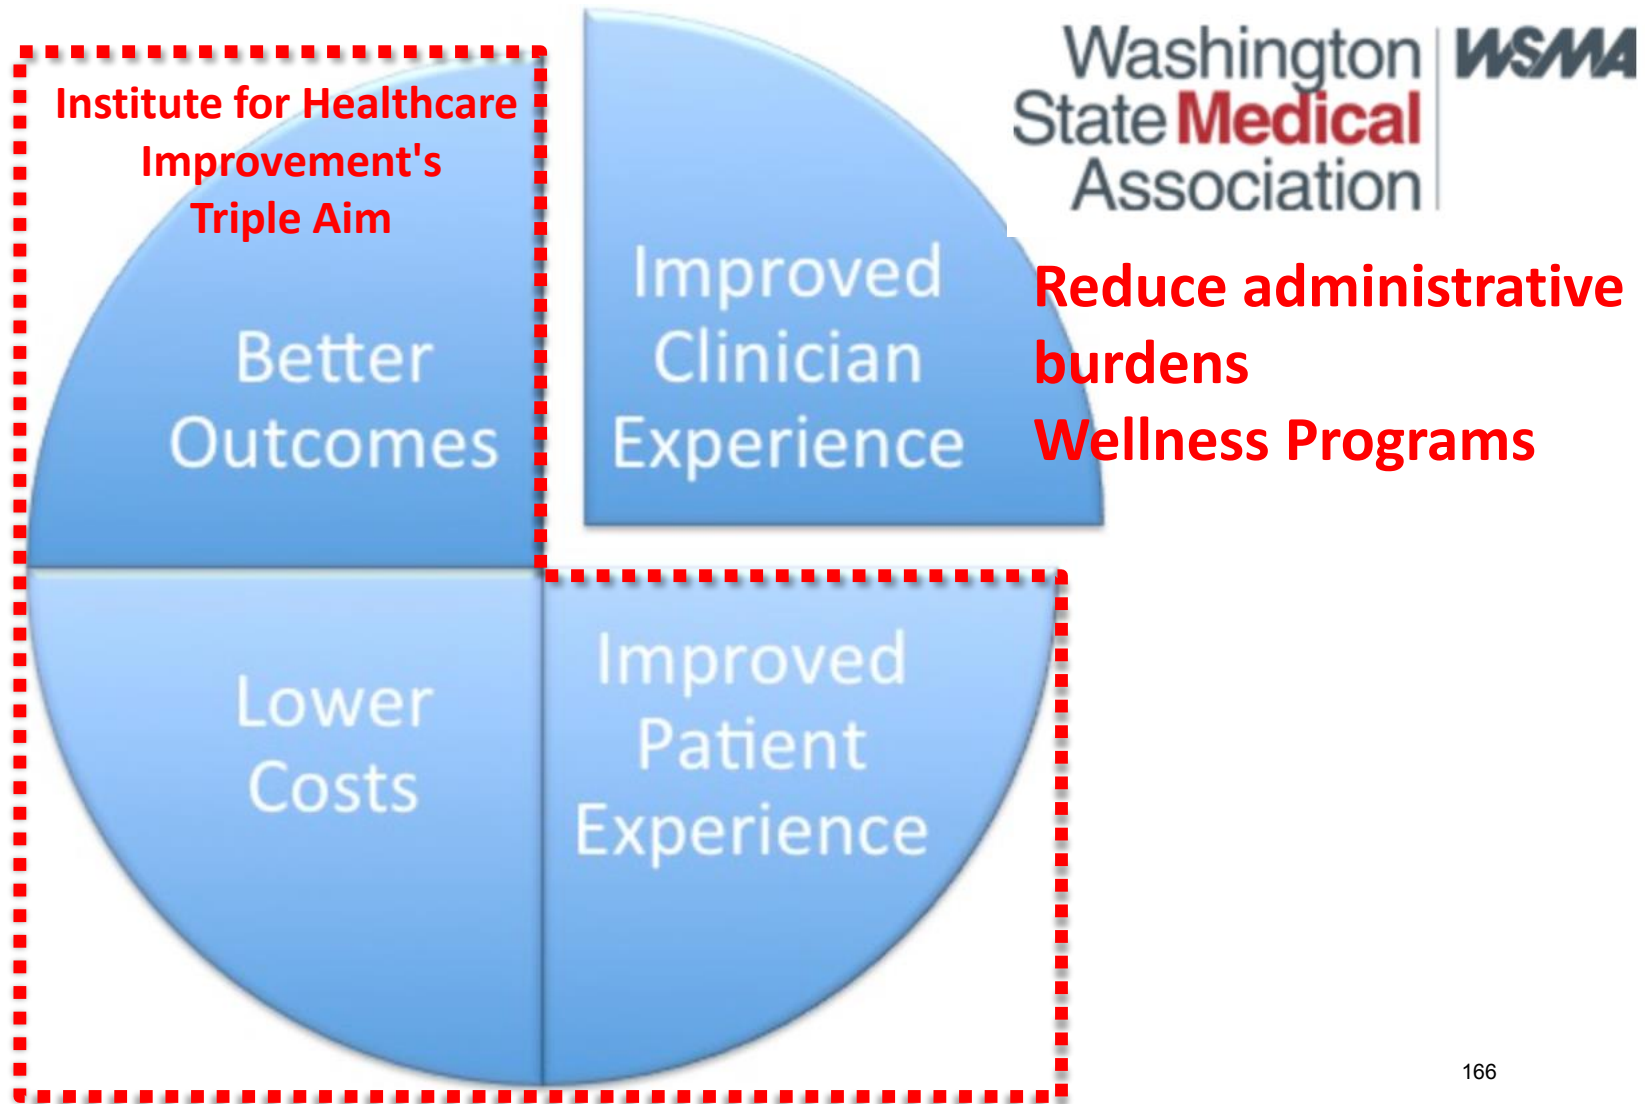 Institute for Healthcare
Improvement's
Triple Aim
Better
Outcomes
Improved
Clinician
Experience
Washington
State Medical
Association
WSMA
Reduce administrative
burdens
Wellness Programs
Lower
Costs
Improved
Patient
Experience
166